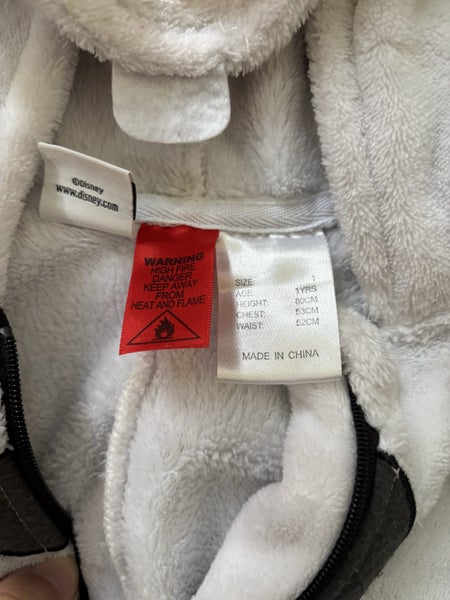 ©Disney
www.disney.com
WARNING
HIGH FIRE
DANGER
KEEP AWAY
FROM
HEAT AND FLAME
SIZE: 1
AGE: 1YRS
HEIGHT: 80CM
CHEST: 53CM
WAIST: 52CM
MADE IN CHINA